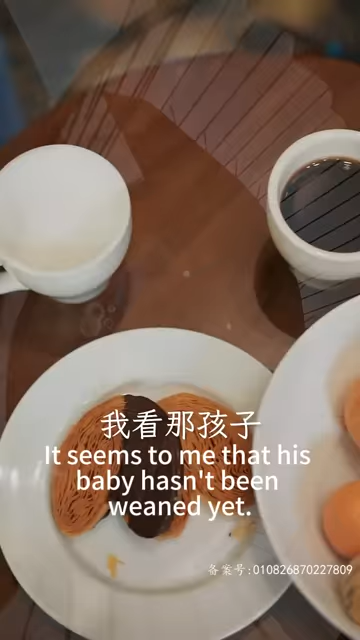 我看那孩子
It seems to me that his
baby hasn't been
weaned yet.
备案号:010826870227809